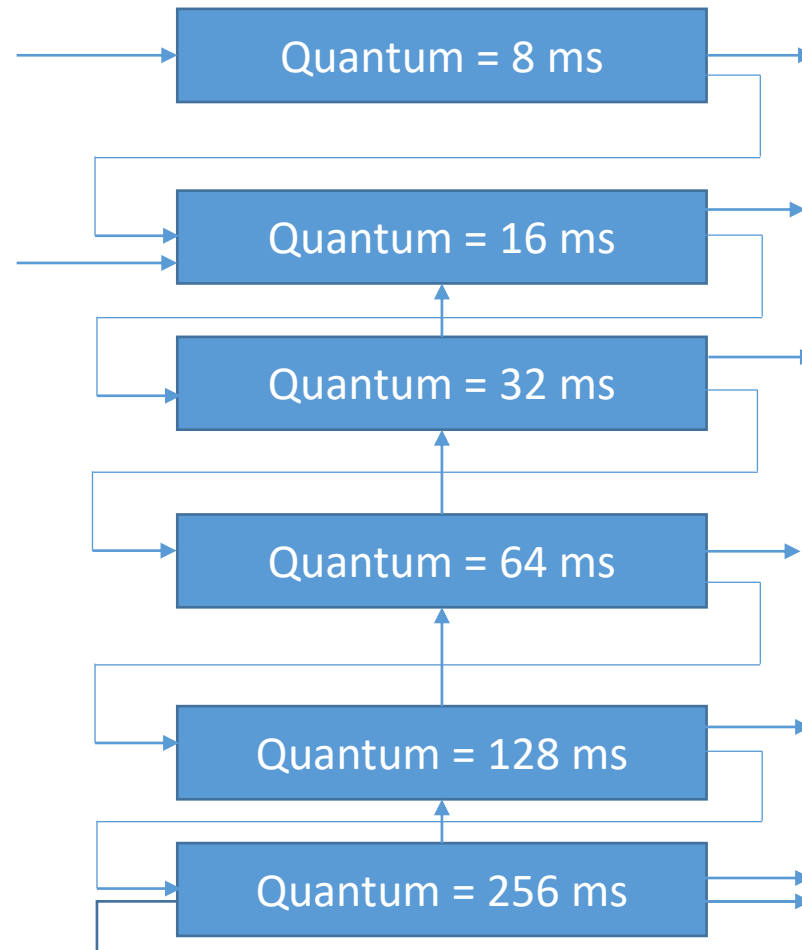 Quantum = 8 ms
Quantum = 16 ms
Quantum = 32 ms
Quantum = 64 ms
Quantum = 128 ms
Quantum = 256 ms